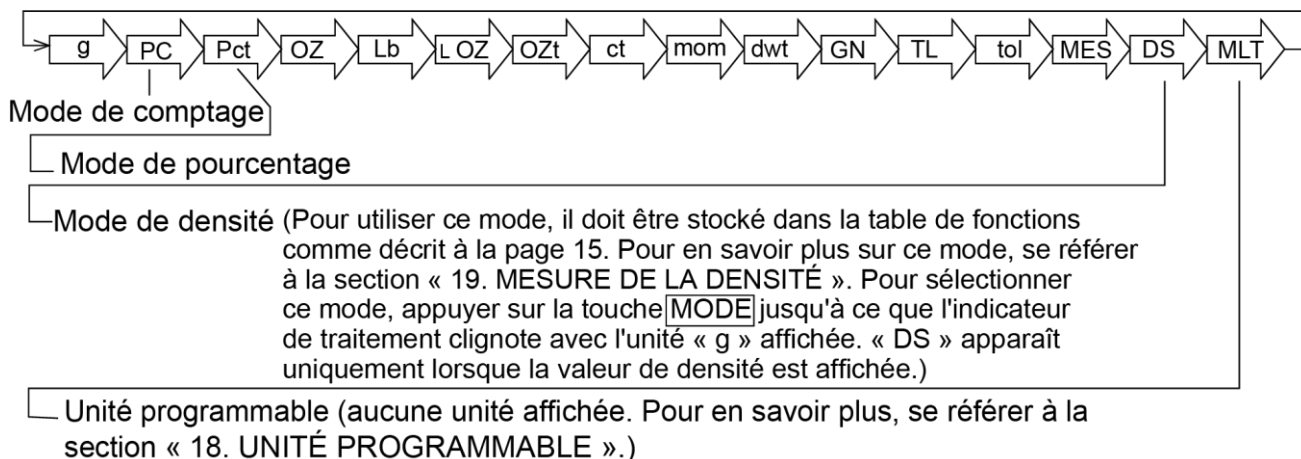 g PC Pct OZ Lb L OZ OZt ct mom dwt GN TL tol MES DS MLT
Mode de comptage
Mode de pourcentage
Mode de densité (Pour utiliser ce mode, il doit être stocké dans la table de fonctions
comme décrit à la page 15. Pour en savoir plus sur ce mode, se référer
à la section « 19. MESURE DE LA DENSITÉ ». Pour sélectionner
ce mode, appuyer sur la touche MODE jusqu'à ce que l'indicateur
de traitement clignote avec l'unité « g » affichée. « DS » apparaît
uniquement lorsque la valeur de densité est affichée.)
Unité programmable (aucune unité affichée. Pour en savoir plus, se référer à la
section « 18. UNITÉ PROGRAMMABLE ».)